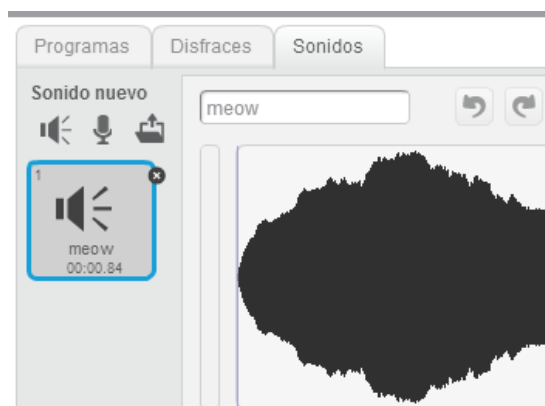 Programas Disfraces Sonidos
Sonido nuevo
meow
1
meow
00:00.84